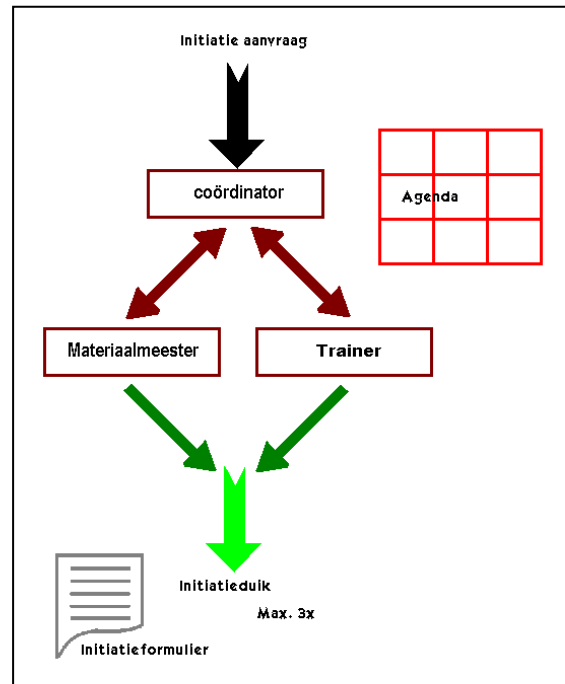 Initiatie aanvraag
coördinator
Agenda
Materiaalmeester
Trainer
Initiatieduik
Max. 3x
Initiatieformulier